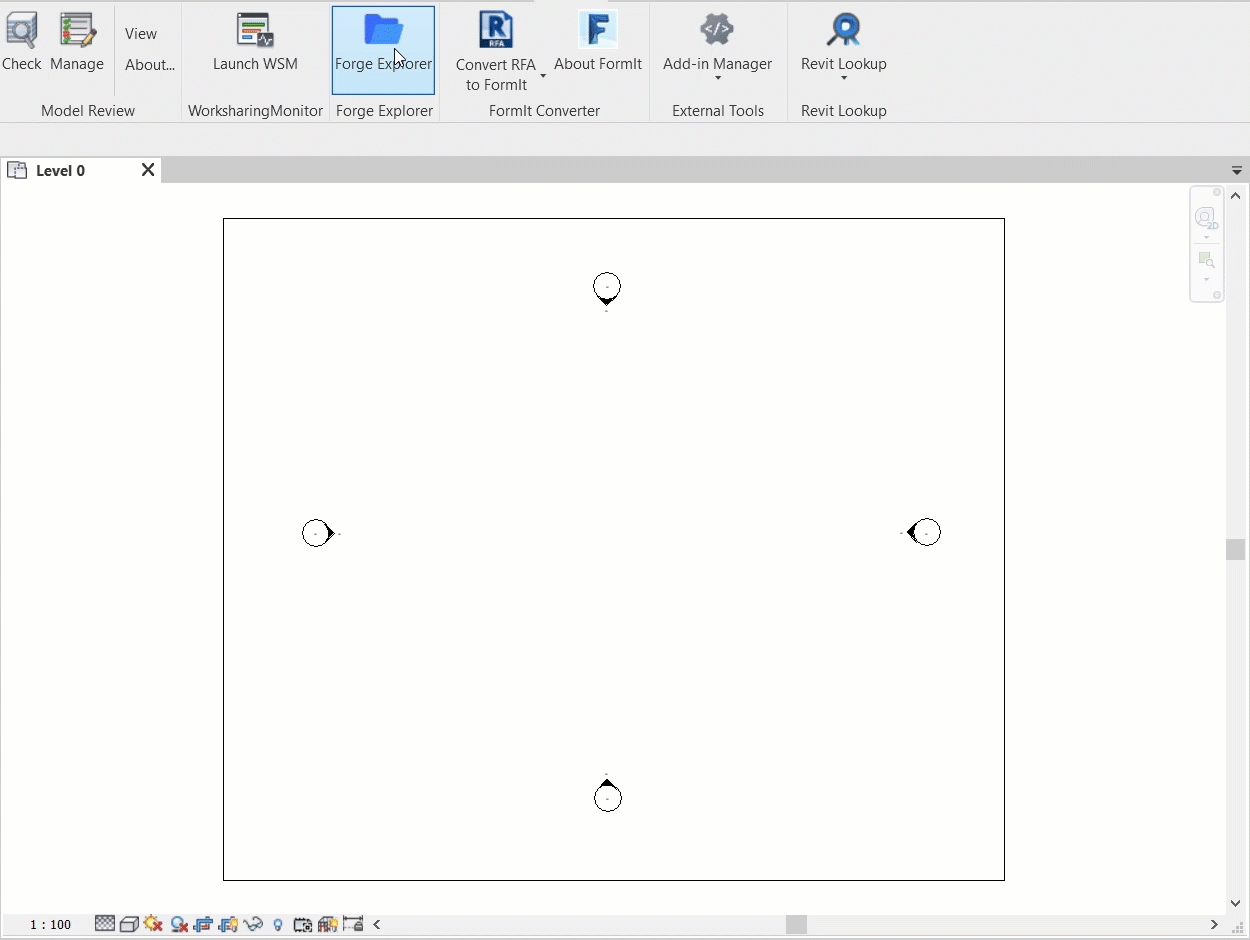 Check
Manage
View
About...
Model Review
Launch WSM
WorksharingMonitor
Forge Explorer
Forge Explorer
RFA
Convert RFA
to FormIt
About FormIt
FormIt Converter
Add-in Manager
External Tools
Revit Lookup
Revit Lookup
Level 0
2D
1 : 100